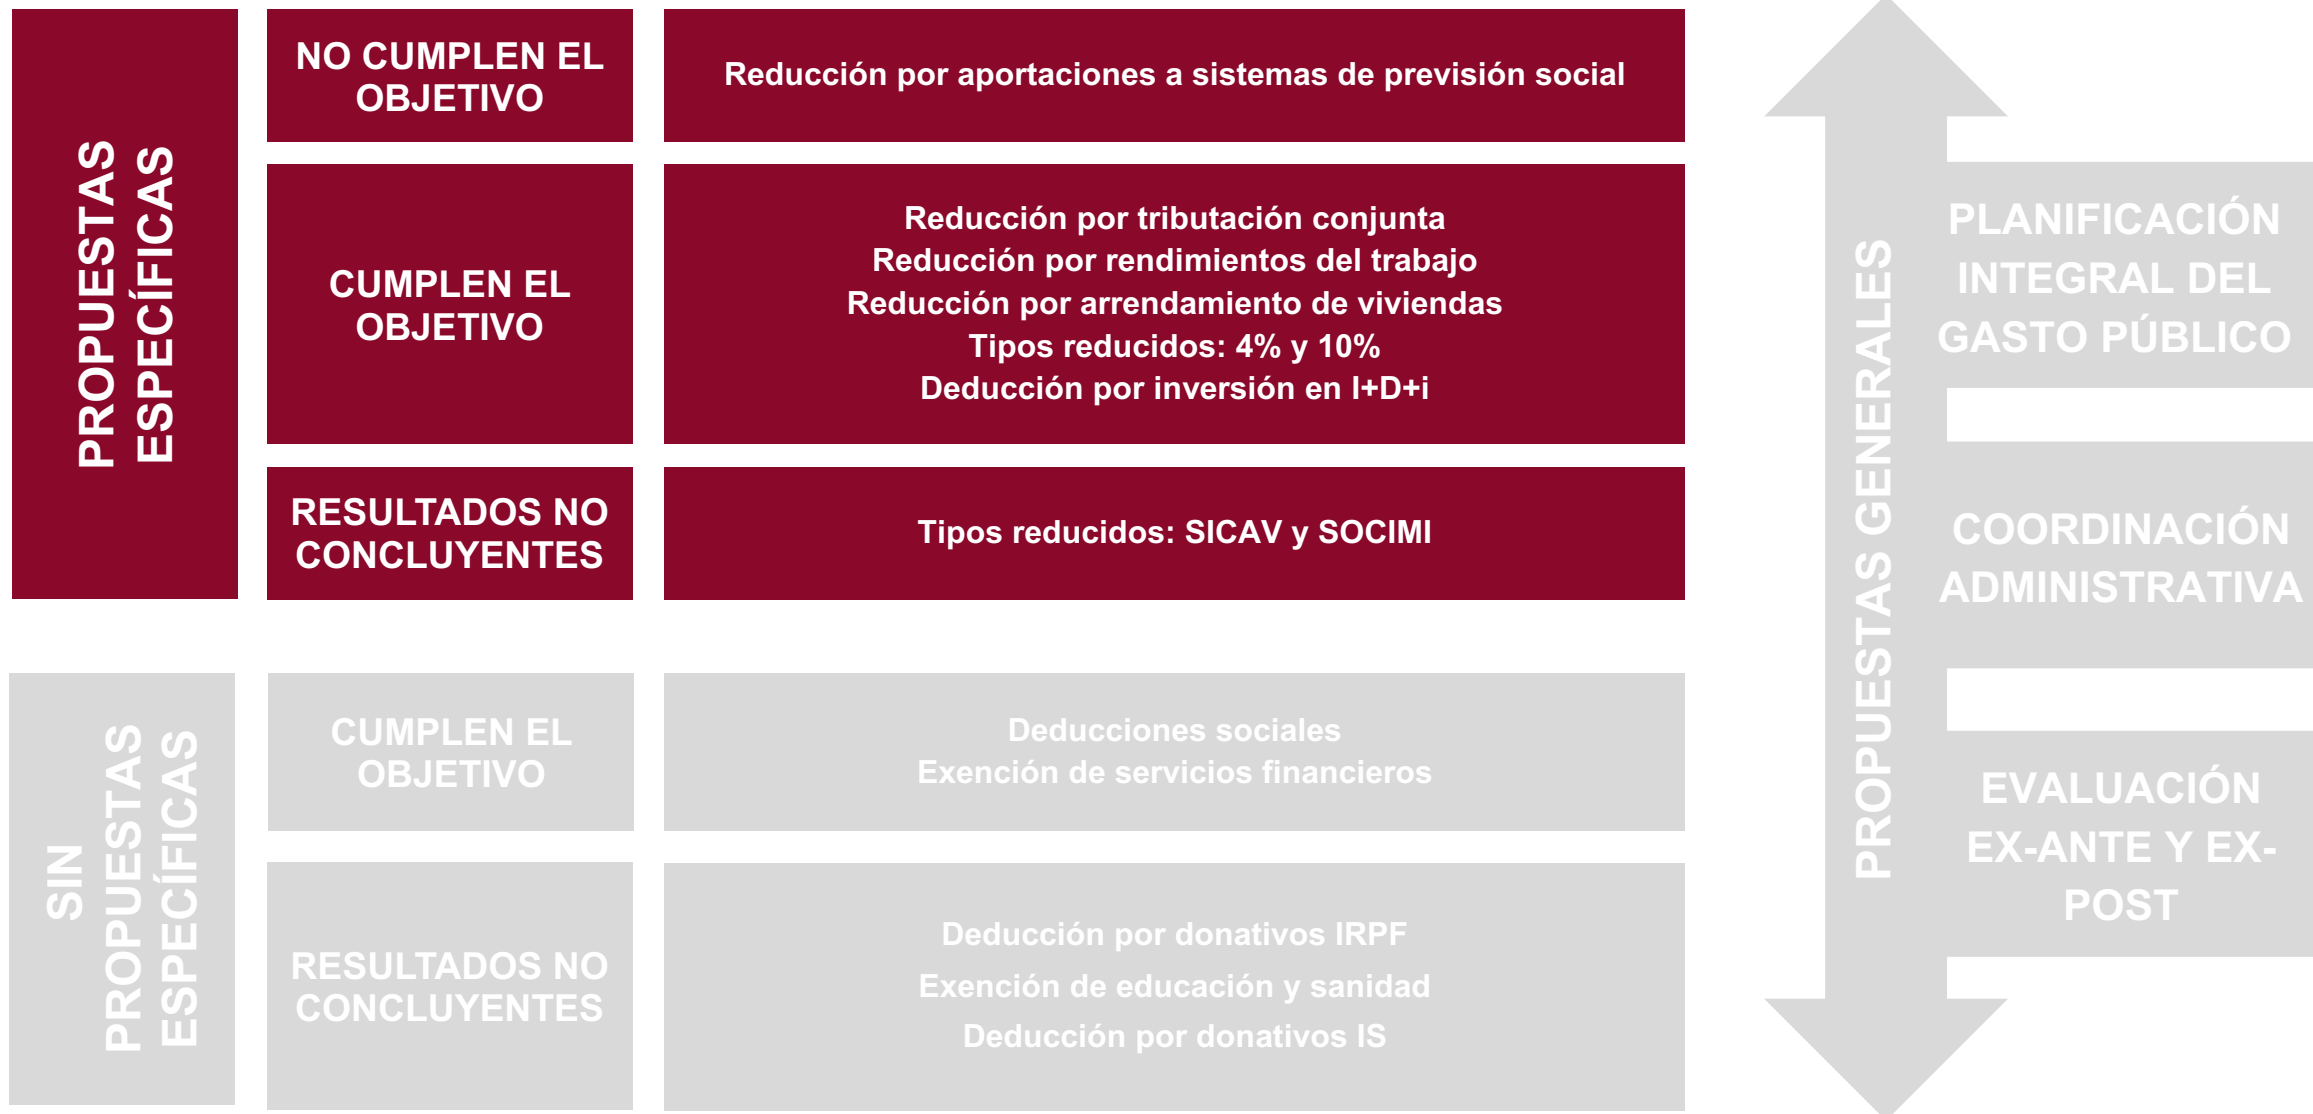 PROPUESTAS
ESPECÍFICAS
NO CUMPLEN EL
OBJETIVO
Reducción por aportaciones a sistemas de previsión social
CUMPLEN EL
OBJETIVO
Reducción por tributación conjunta
Reducción por rendimientos del trabajo
Reducción por arrendamiento de viviendas
Tipos reducidos: 4% y 10%
Deducción por inversión en I+D+i
RESULTADOS NO
CONCLUYENTES
Tipos reducidos: SICAV y SOCIMI
SIN
PROPUESTAS
ESPECÍFICAS
CUMPLEN EL
OBJETIVO
Deducciones sociales
Exención de servicios financieros
RESULTADOS NO
CONCLUYENTES
Deducción por donativos IRPF
Exención de educación y sanidad
Deducción por donativos IS
PROPUESTAS GENERALES
PLANIFICACIÓN
INTEGRAL DEL
GASTO PÚBLICO
COORDINACIÓN
ADMINISTRATIVA
EVALUACIÓN
EX-ANTE Y EX-
POST